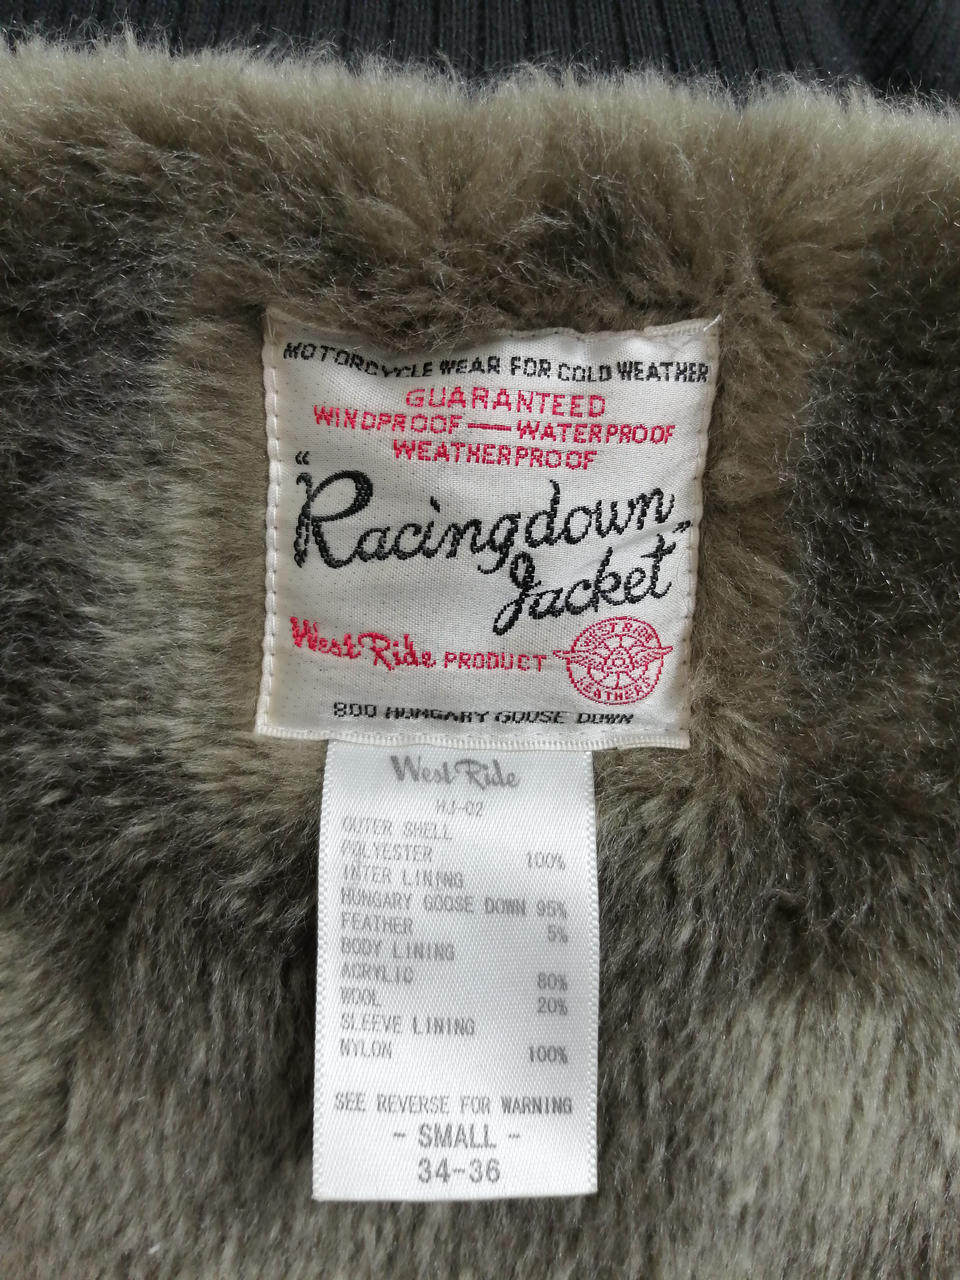 MOTORCYCLE WEAR FOR COLD WEATHER
GUARANTEED
WINDPROOF — WATERPROOF
WEATHERPROOF
"Racingdown
Jacket"
West Ride PRODUCT
LEATHERS
800 HUNGARY GOOSE DOWN
West Ride
HJ-02
OUTER SHELL
POLYESTER 100%
INTER LINING
HUNGARY GOOSE DOWN 95%
FEATHER 5%
BODY LINING
ACRYLIC 80%
WOOL 20%
SLEEVE LINING
NYLON 100%
SEE REVERSE FOR WARNING
- SMALL -
34-36